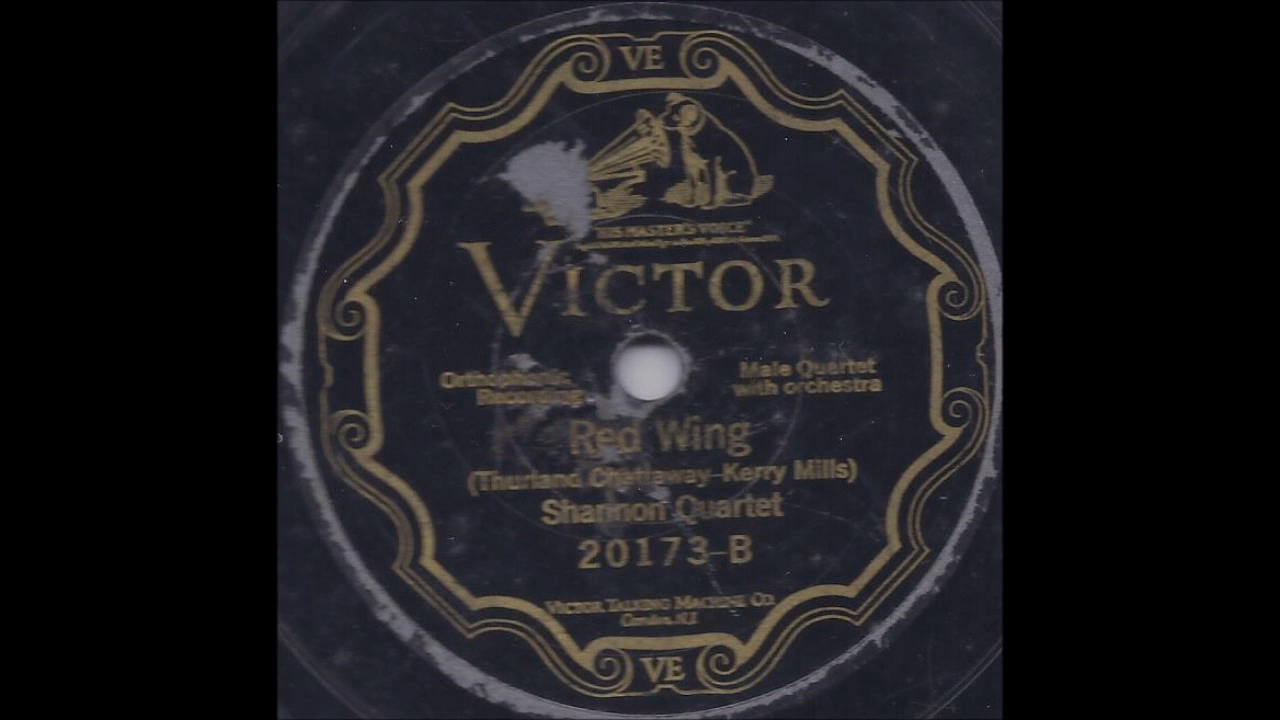 VE
"HIS MASTER'S VOICE"
VICTOR
Orthophonic
Recording
Male Quartet
with orchestra
Red Wing
(Thurland Chattaway-Kerry Mills)
Shannon Quartet
20173-B
VICTOR TALKING MACHINE CO.
Camden, N.J.
VE